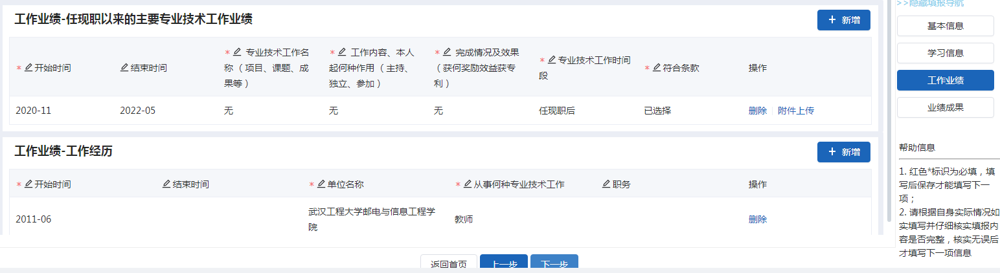 工作业绩-任现职以来的主要专业技术工作业绩
+ 新增
* 开始时间
结束时间
* 专业技术工作名
称（项目、课题、成
果等）
* 工作内容、本人
起何种作用（主持、
独立、参加）
* 完成情况及效果
（获何奖励效益获专
利）
* 专业技术工作时间
段
* 符合条款
操作
2020-11
2022-05
无
无
无
任现职后
已选择
删除
附件上传
工作业绩-工作经历
+ 新增
* 开始时间
结束时间
* 单位名称
* 从事何种专业技术工作
职务
操作
2011-06
武汉工程大学邮电与信息工程学
院
教师
删除
返回首页
上一步
下一步
>>隐藏填报导航
基本信息
学习信息
工作业绩
业绩成果
帮助信息
1. 红色*标识为必填，填
写后保存才能填写下一
项；
2. 请根据自身实际情况如
实填写并仔细核实填报内
容是否完整，核实无误后
才填写下一项信息